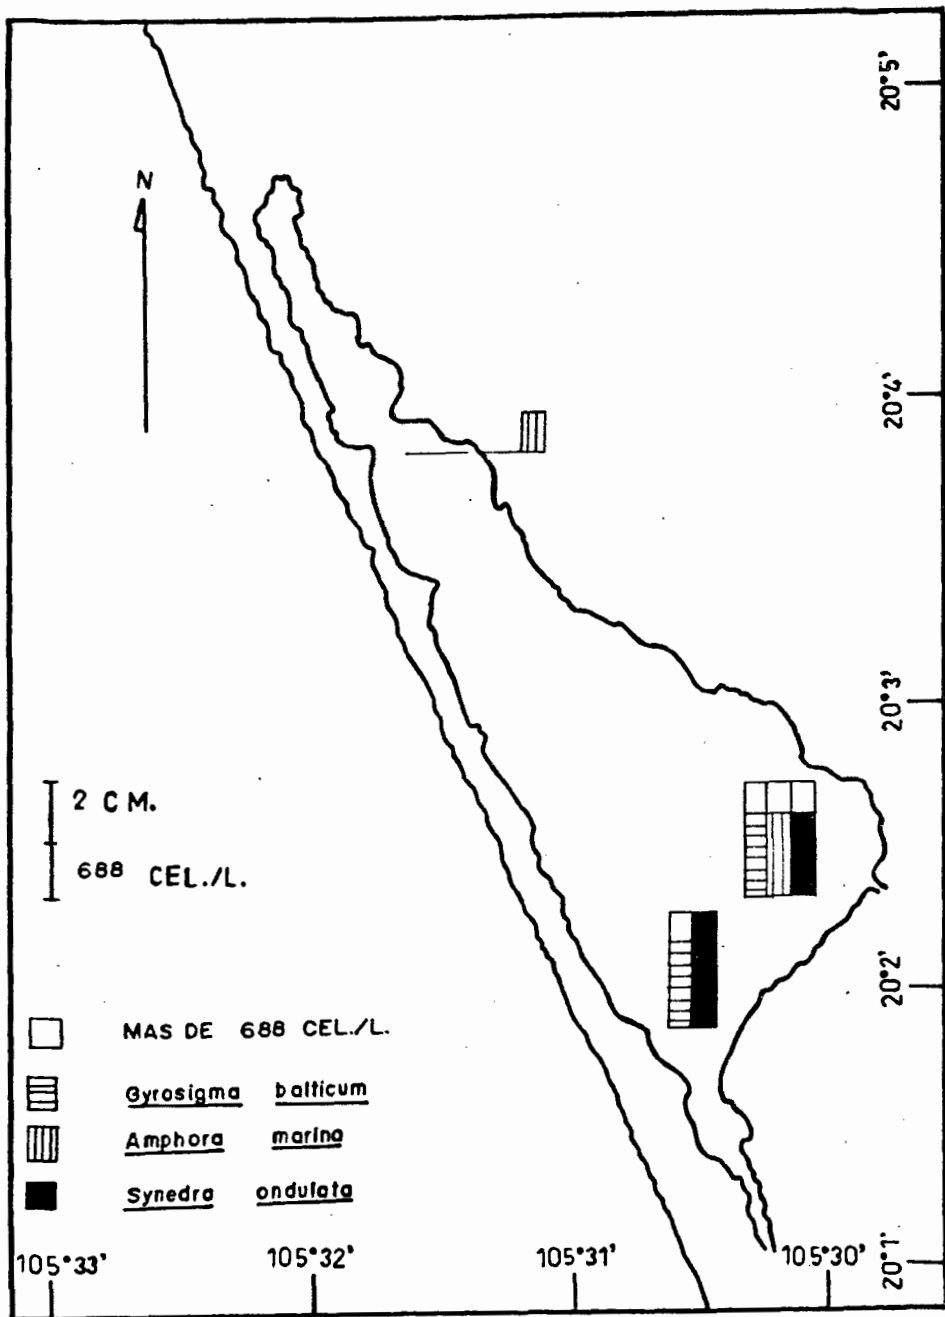 N
20°5'
20°4'
20°3'
20°2'
20°1'
2 CM.
688 CEL./L.
MAS DE 688 CEL./L.
Gyrosigma balticum
Amphora marina
Synedra ondulata
105°33' 105°32' 105°31' 105°30'